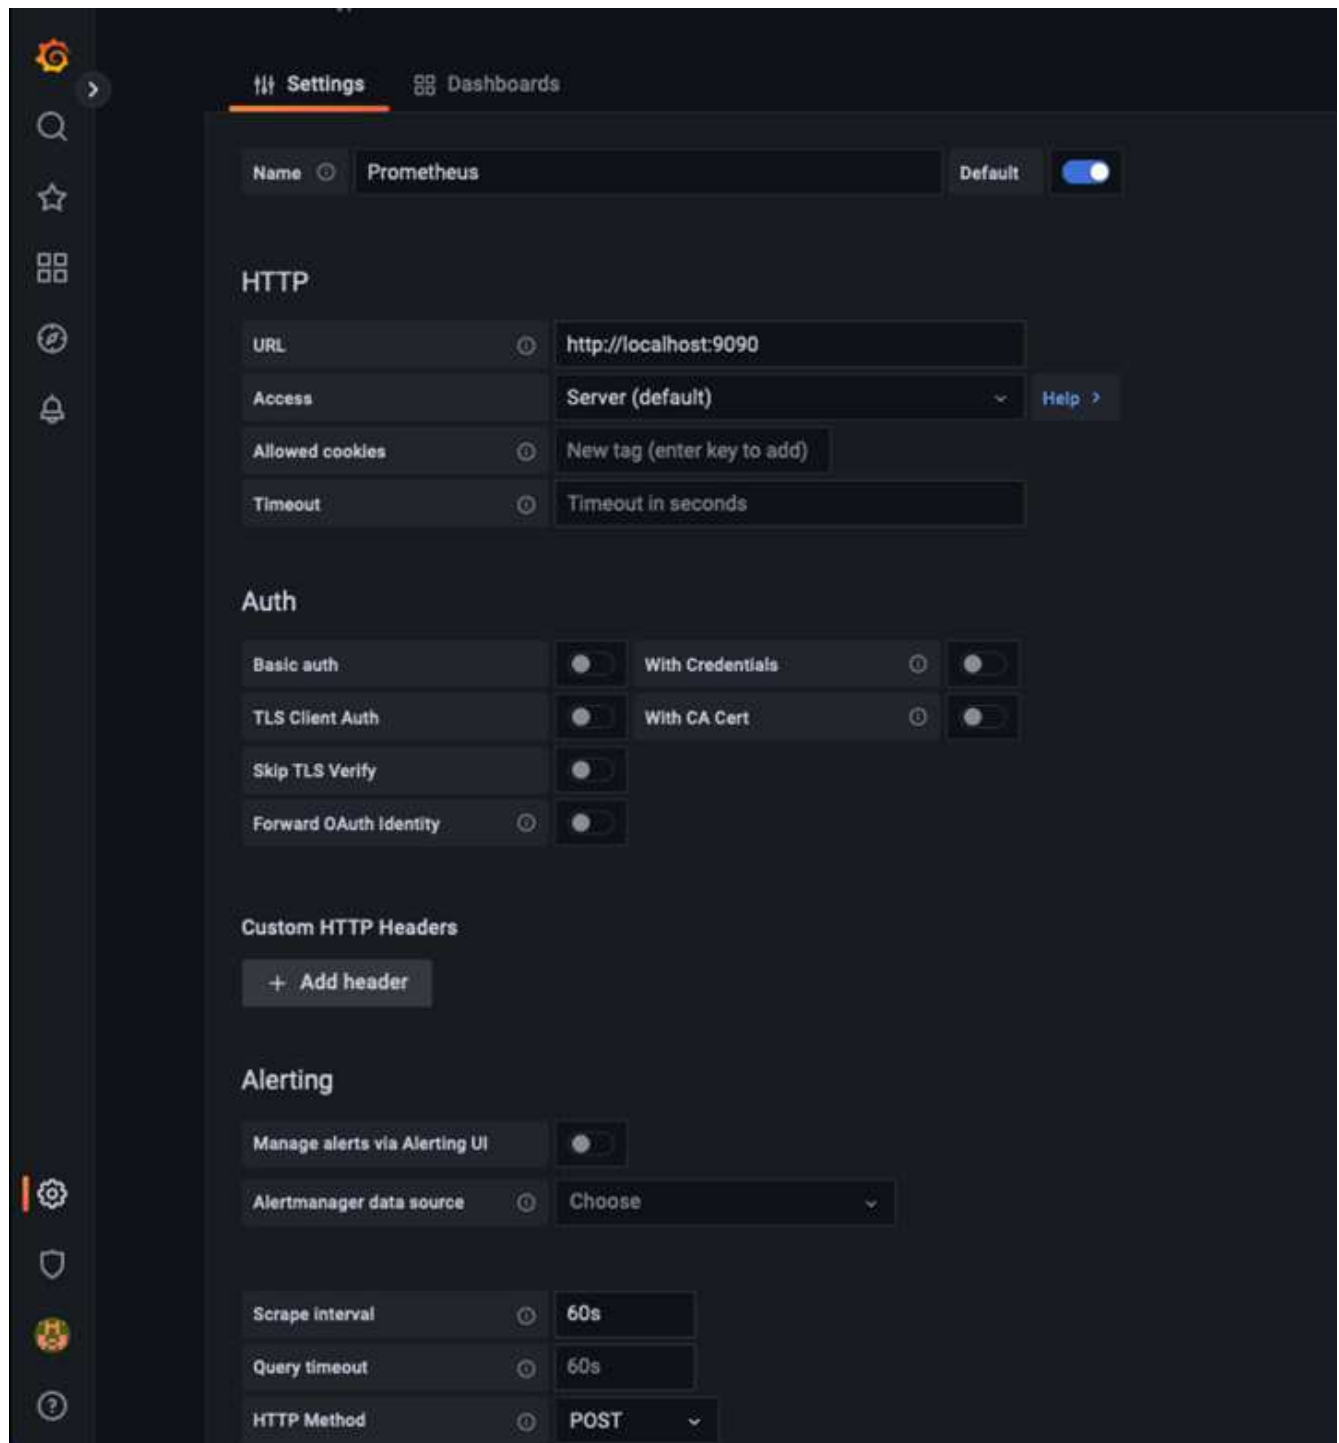 Settings Dashboards
Name Prometheus Default
HTTP
URL http://localhost:9090
Access Server (default) Help >
Allowed cookies New tag (enter key to add)
Timeout Timeout in seconds
Auth
Basic auth With Credentials
TLS Client Auth With CA Cert
Skip TLS Verify
Forward OAuth Identity
Custom HTTP Headers
+ Add header
Alerting
Manage alerts via Alerting UI
Alertmanager data source Choose
Scrape interval 60s
Query timeout 60s
HTTP Method POST